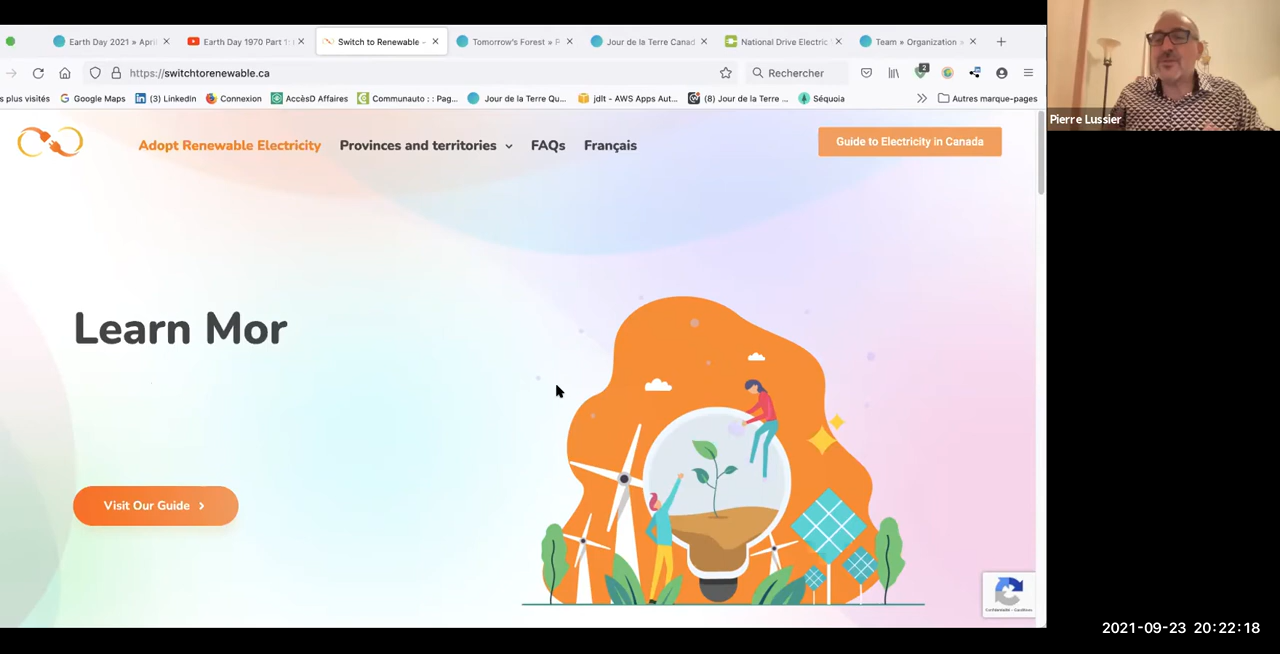 Earth Day 2021 » Apri
Earth Day 1970 Part 1:
Switch to Renewable -
Tomorrow's Forest » P
Jour de la Terre Canad
National Drive Electric
Team » Organization »
https://switchtorenewable.ca
Rechercher
2
s plus visités
Google Maps
(3) LinkedIn
Connexion
AccèsD Affaires
Communauto : : Pag...
Jour de la Terre Qu...
jdlt - AWS Apps Aut...
(8) Jour de la Terre ...
Séquoia
Autres marque-pages
Pierre Lussier
Adopt Renewable Electricity
Provinces and territories
FAQs
Français
Guide to Electricity in Canada
Learn Mor
Visit Our Guide
2021-09-23 20:22:18